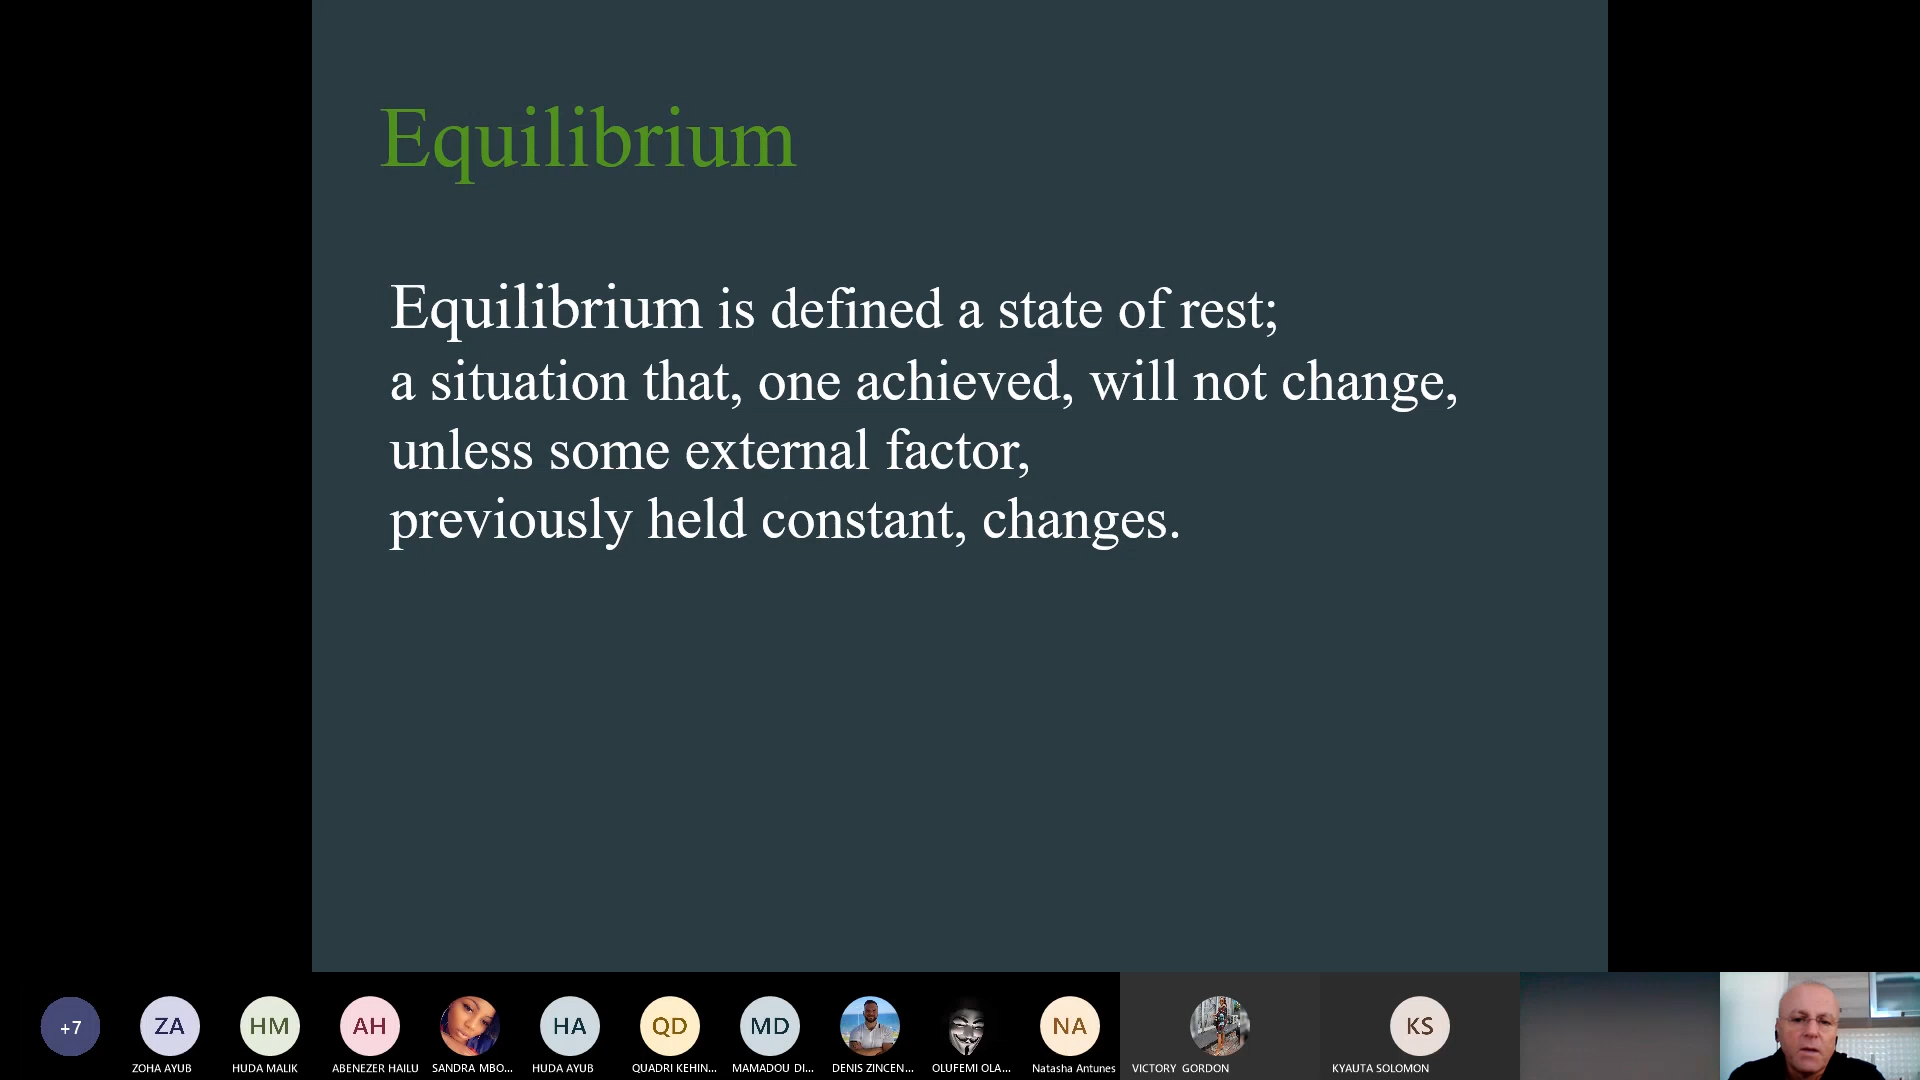 Equilibrium
Equilibrium is defined a state of rest;
a situation that, one achieved, will not change,
unless some external factor,
previously held constant, changes.
+7
ZA
HM
AH
HA
QD
MD
NA
KS
ZOHA AYUB
HUDA MALIK
ABENEZER HAILU
SANDRA MBO...
HUDA AYUB
QUADRI KEHIN...
MAMADOU DI...
DENIS ZINCEN...
OLUFEMI OLA...
Natasha Antunes
VICTORY GORDON
KYAUTA SOLOMON